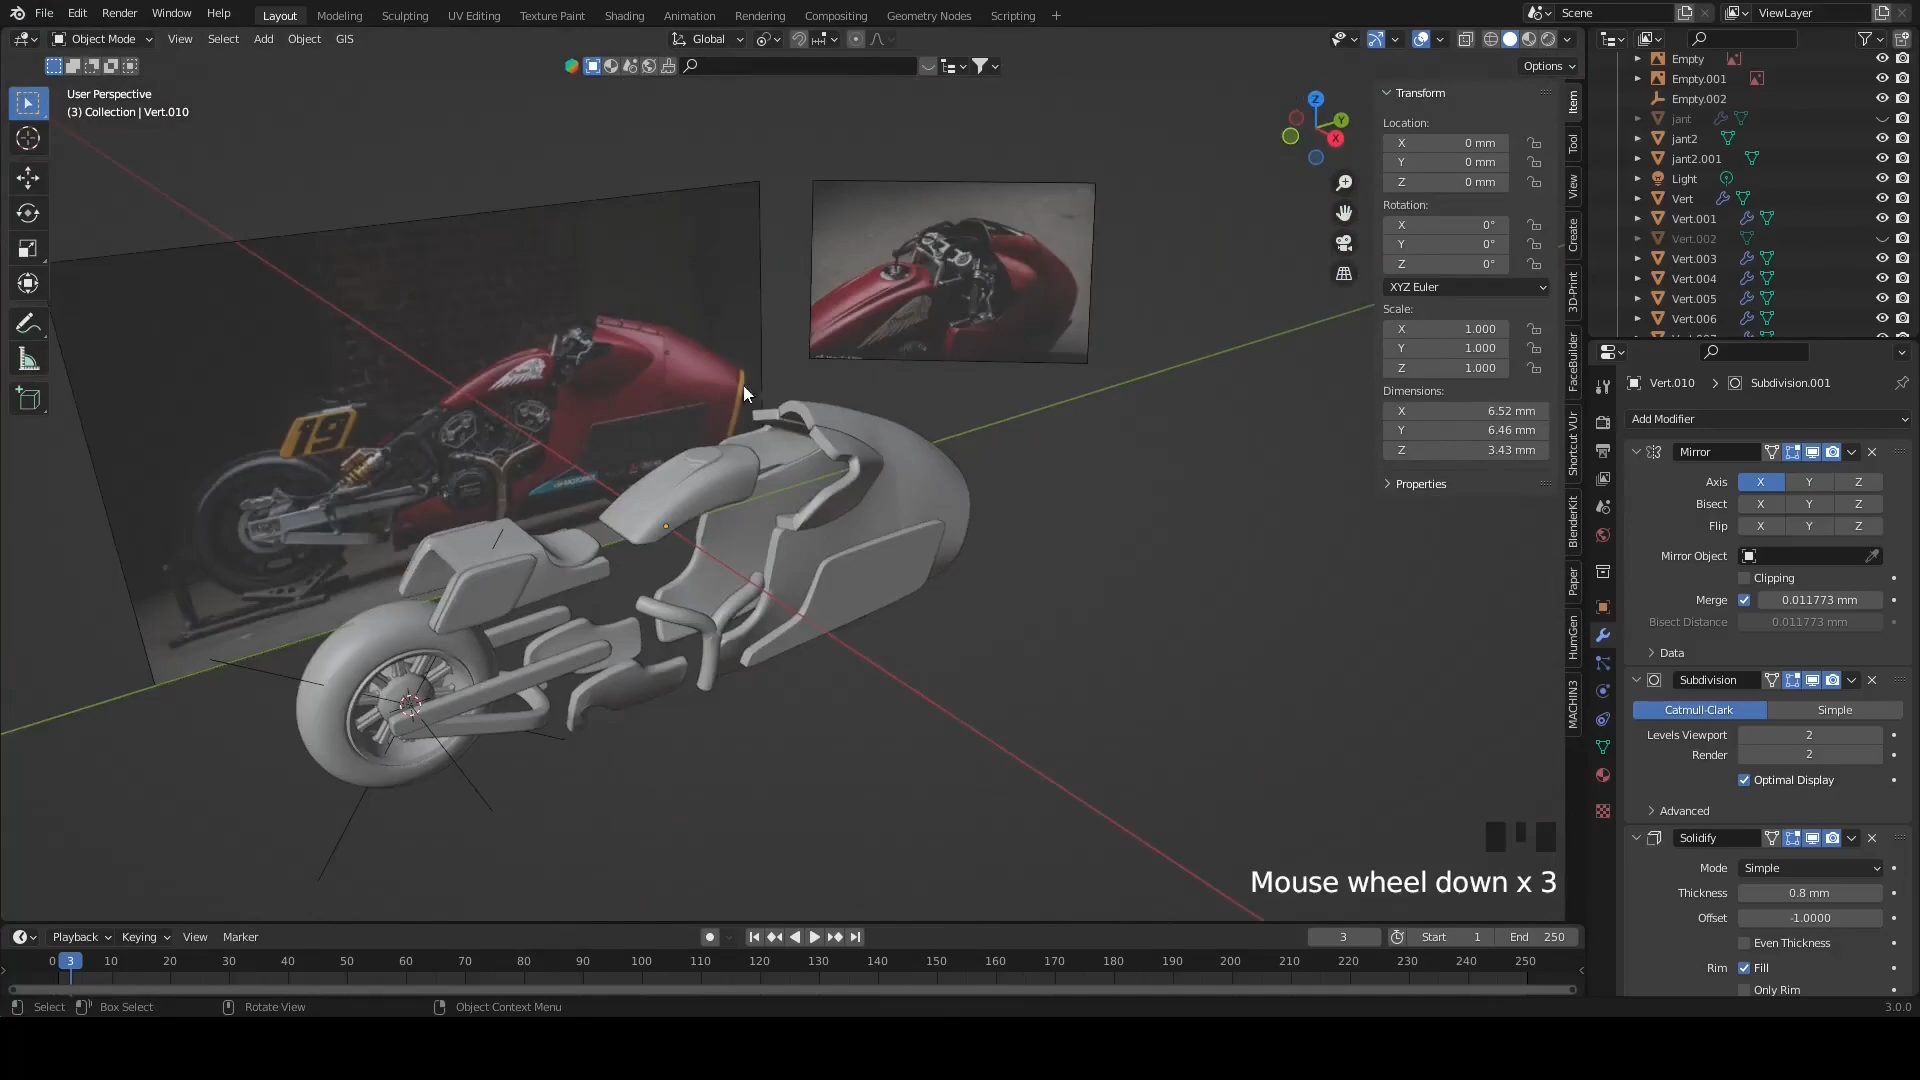 File Edit Render Window Help
Layout Modeling Sculpting UV Editing Texture Paint Shading Animation Rendering Compositing Geometry Nodes Scripting +
Scene
ViewLayer
Object Mode View Select Add Object GIS
Global
Options
User Perspective
(3) Collection | Vert.010
Z
Y
X
19
Transform
Location:
X 0 mm
Y 0 mm
Z 0 mm
Rotation:
X 0°
Y 0°
Z 0°
XYZ Euler
Scale:
X 1.000
Y 1.000
Z 1.000
Dimensions:
X 6.52 mm
Y 6.46 mm
Z 3.43 mm
Properties
Item
Tool
View
Create
3D-Print
FaceBuilder
Shortcut VUr
BlenderKit
Paper
HumGen
MACHIN3
Empty
Empty.001
Empty.002
jant
jant2
jant2.001
Light
Vert
Vert.001
Vert.002
Vert.003
Vert.004
Vert.005
Vert.006
Vert.010 > Subdivision.001
Add Modifier
Mirror
Axis X Y Z
Bisect X Y Z
Flip X Y Z
Mirror Object
Clipping
Merge 0.011773 mm
Bisect Distance 0.011773 mm
Data
Subdivision
Catmull-Clark Simple
Levels Viewport 2
Render 2
Optimal Display
Advanced
Solidify
Mode Simple
Thickness 0.8 mm
Offset -1.0000
Even Thickness
Rim Fill
Only Rim
Mouse wheel down x 3
Playback Keying View Marker
3 Start 1 End 250
0 3 10 20 30 40 50 60 70 80 90 100 110 120 130 140 150 160 170 180 190 200 210 220 230 240 250
Select Box Select Rotate View Object Context Menu 3.0.0